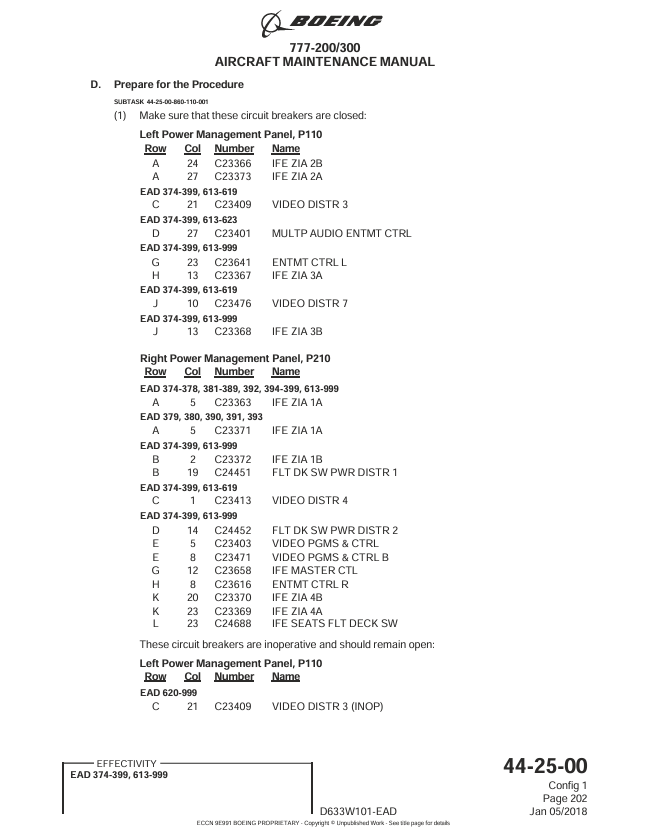 BOEING
777-200/300
AIRCRAFT MAINTENANCE MANUAL
D. Prepare for the Procedure
SUBTASK 44-25-00-860-110-001
(1) Make sure that these circuit breakers are closed:
Left Power Management Panel, P110
Row Col Number Name
A 24 C23366 IFE ZIA 2B
A 27 C23373 IFE ZIA 2A
EAD 374-399, 613-619
C 21 C23409 VIDEO DISTR 3
EAD 374-399, 613-623
D 27 C23401 MULTP AUDIO ENTMT CTRL
EAD 374-399, 613-999
G 23 C23641 ENTMT CTRL L
H 13 C23367 IFE ZIA 3A
EAD 374-399, 613-619
J 10 C23476 VIDEO DISTR 7
EAD 374-399, 613-999
J 13 C23368 IFE ZIA 3B
Right Power Management Panel, P210
Row Col Number Name
EAD 374-378, 381-389, 392, 394-399, 613-999
A 5 C23363 IFE ZIA 1A
EAD 379, 380, 390, 391, 393
A 5 C23371 IFE ZIA 1A
EAD 374-399, 613-999
B 2 C23372 IFE ZIA 1B
B 19 C24451 FLT DK SW PWR DISTR 1
EAD 374-399, 613-619
C 1 C23413 VIDEO DISTR 4
EAD 374-399, 613-999
D 14 C24452 FLT DK SW PWR DISTR 2
E 5 C23403 VIDEO PGMS & CTRL
E 8 C23471 VIDEO PGMS & CTRL B
G 12 C23658 IFE MASTER CTL
H 8 C23616 ENTMT CTRL R
K 20 C23370 IFE ZIA 4B
K 23 C23369 IFE ZIA 4A
L 23 C24688 IFE SEATS FLT DECK SW
These circuit breakers are inoperative and should remain open:
Left Power Management Panel, P110
Row Col Number Name
EAD 620-999
C 21 C23409 VIDEO DISTR 3 (INOP)
EFFECTIVITY
EAD 374-399, 613-999
44-25-00
Config 1
Page 202
D633W101-EAD Jan 05/2018
ECCN 9E991 BOEING PROPRIETARY - Copyright © Unpublished Work - See title page for details